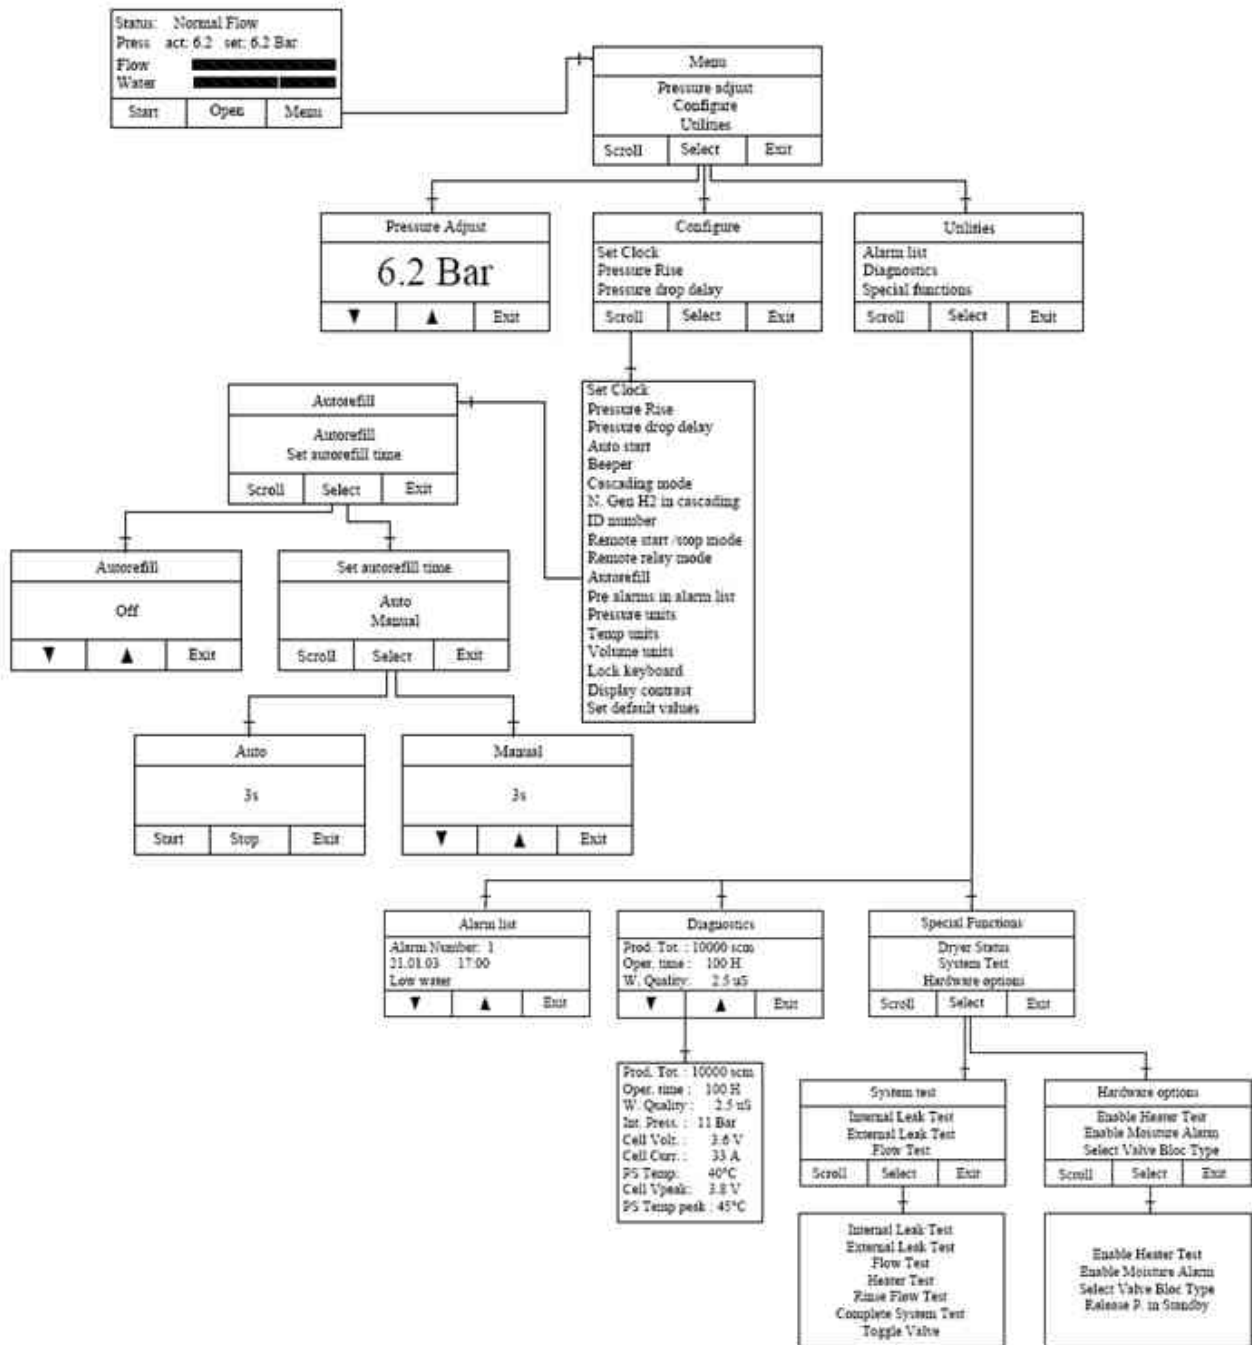 Status: Normal Flow
Press act: 6.2 set: 6.2 Bar
Flow
Water
Start Open Menu
Menu
Pressure adjust
Configure
Utilities
Scroll Select Exit
Pressure Adjust
6.2 Bar
▼ ▲ Exit
Configure
Set Clock
Pressure Rise
Pressure drop delay
Scroll Select Exit
Utilities
Alarm list
Diagnostics
Special functions
Scroll Select Exit
Set Clock
Pressure Rise
Pressure drop delay
Auto start
Beeper
Cascading mode
N. Gen H2 in cascading
ID number
Remote start /stop mode
Remote relay mode
Autorefill
Pre alarms in alarm list
Pressure units
Temp units
Volume units
Lock keyboard
Display contrast
Set default values
Autorefill
Autorefill
Set autorefill time
Scroll Select Exit
Autorefill
Off
▼ ▲ Exit
Set autorefill time
Auto
Manual
Scroll Select Exit
Auto
3s
Start Stop Exit
Manual
3s
▼ ▲ Exit
Alarm list
Alarm Number: 1
21.01.03 17:00
Low water
▼ ▲ Exit
Diagnostics
Prod. Tot. : 10000 scm
Oper. time : 100 H
W. Quality: 2.5 uS
▼ ▲ Exit
Special Functions
Dryer Status
System Test
Hardware options
Scroll Select Exit
Prod. Tot. : 10000 scm
Oper. time : 100 H
W. Quality : 2.5 uS
Int. Press. : 11 Bar
Cell Volt. : 3.6 V
Cell Curr. : 33 A
PS Temp: 40°C
Cell Vpeak: 3.8 V
PS Temp peak : 45°C
System test
Internal Leak Test
External Leak Test
Flow Test
Scroll Select Exit
Hardware options
Enable Heater Test
Enable Moisture Alarm
Select Valve Bloc Type
Scroll Select Exit
Internal Leak Test
External Leak Test
Flow Test
Heater Test
Rinse Flow Test
Complete System Test
Toggle Valve
Enable Heater Test
Enable Moisture Alarm
Select Valve Bloc Type
Release P. in Standby